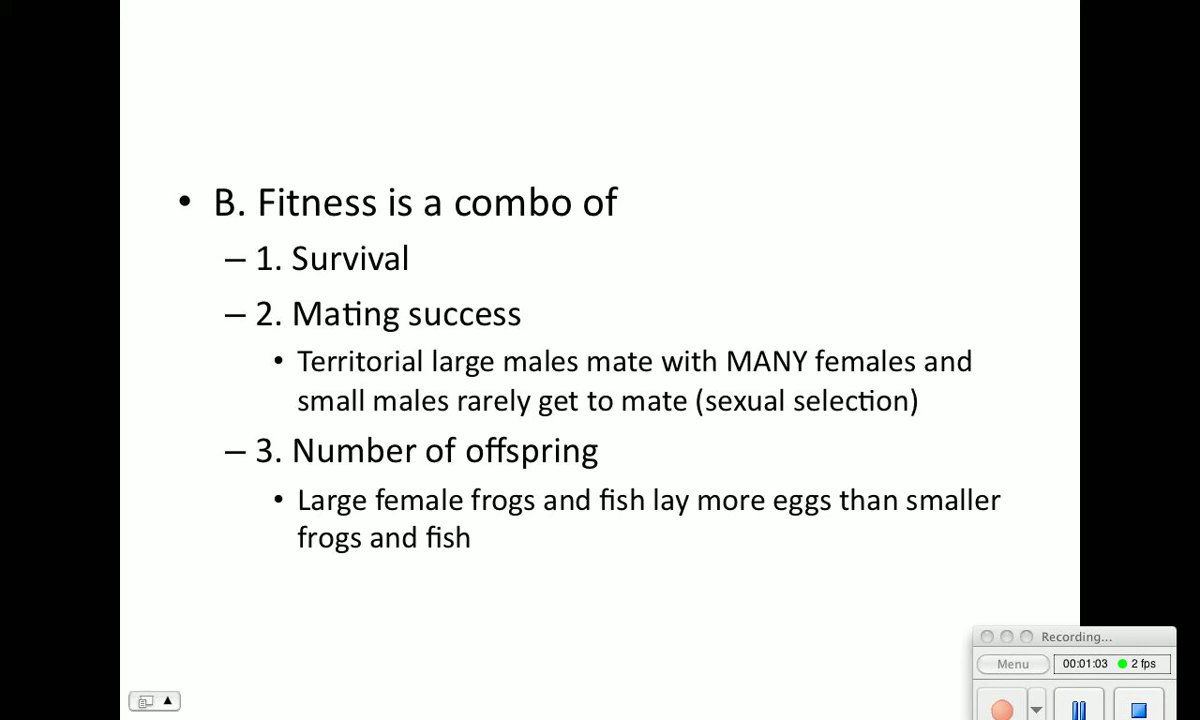 • B. Fitness is a combo of
– 1. Survival
– 2. Mating success
• Territorial large males mate with MANY females and
small males rarely get to mate (sexual selection)
– 3. Number of offspring
• Large female frogs and fish lay more eggs than smaller
frogs and fish
Recording...
Menu
00:01:03 2 fps